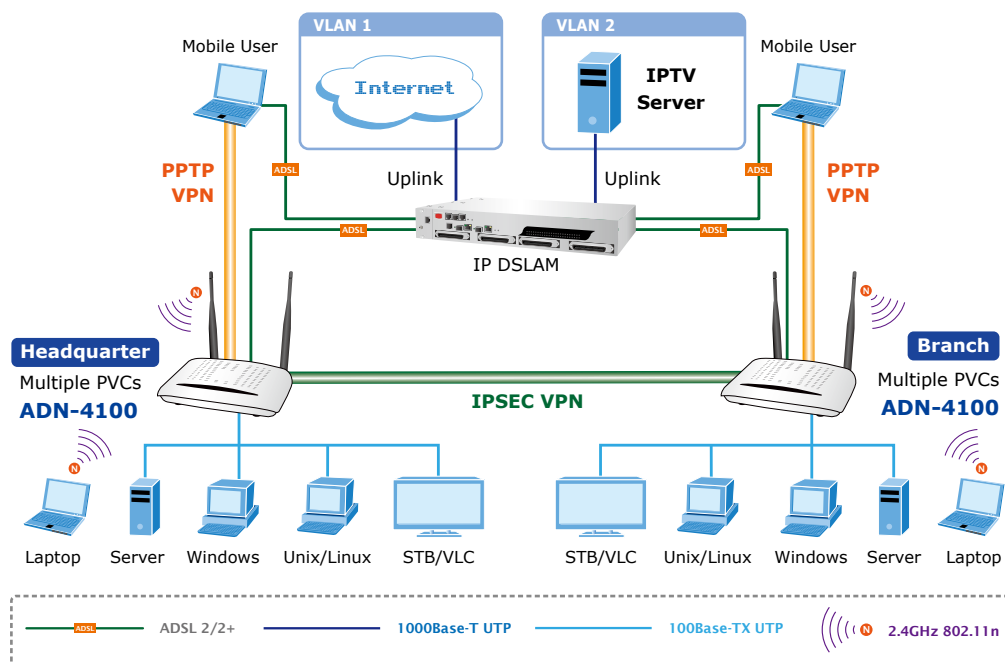 VLAN 1
VLAN 2
Mobile User
Mobile User
Internet
IPTV
Server
PPTP
VPN
ADSL
Uplink
Uplink
ADSL
PPTP
VPN
ADSL
ADSL
IP DSLAM
N
N
Headquarter
Multiple PVCs
ADN-4100
Branch
Multiple PVCs
ADN-4100
IPSEC VPN
N
N
Laptop
Server
Windows
Unix/Linux
STB/VLC
STB/VLC
Unix/Linux
Windows
Server
Laptop
ADSL
ADSL 2/2+
1000Base-T UTP
100Base-TX UTP
N
2.4GHz 802.11n